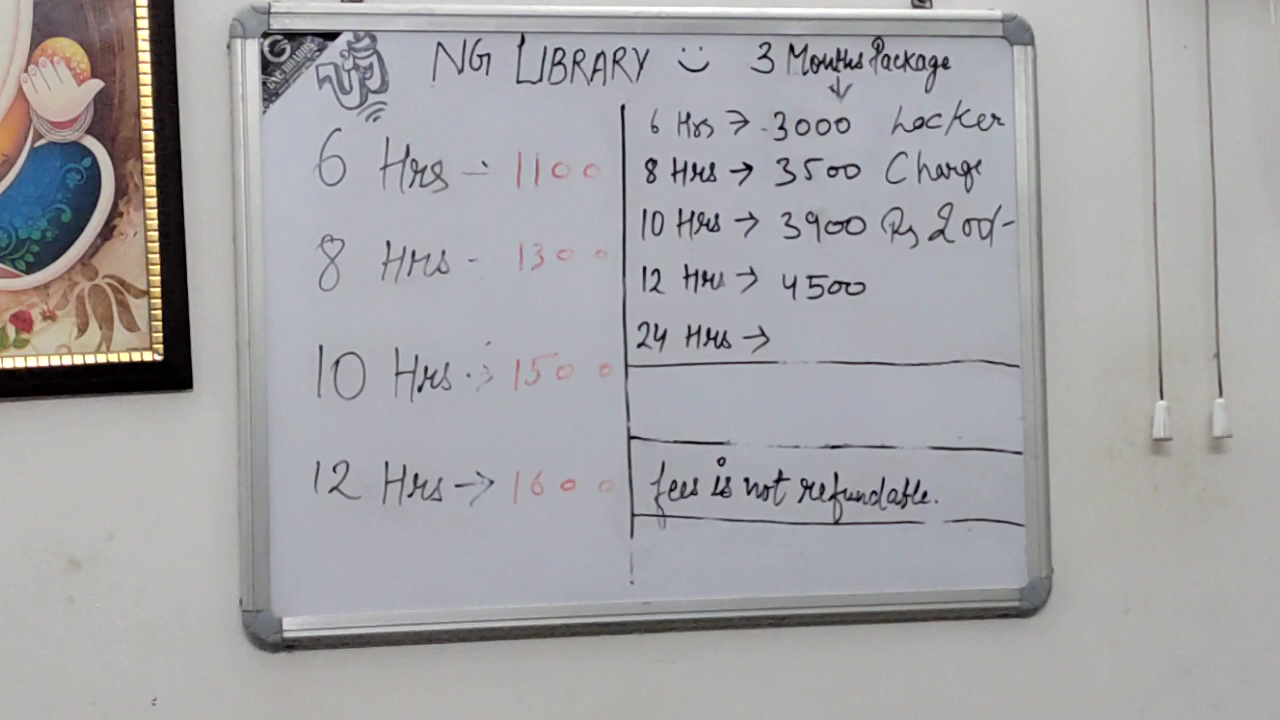 NG LIBRARY 3 Months Package
6 Hrs - 1100
8 Hrs - 1300
10 Hrs -> 1500
12 Hrs -> 1600
6 Hrs -> 3000 Locker
8 Hrs -> 3500 Charge
10 Hrs -> 3900 Rs 200/-
12 Hrs -> 4500
24 Hrs ->
fees is not refundable.